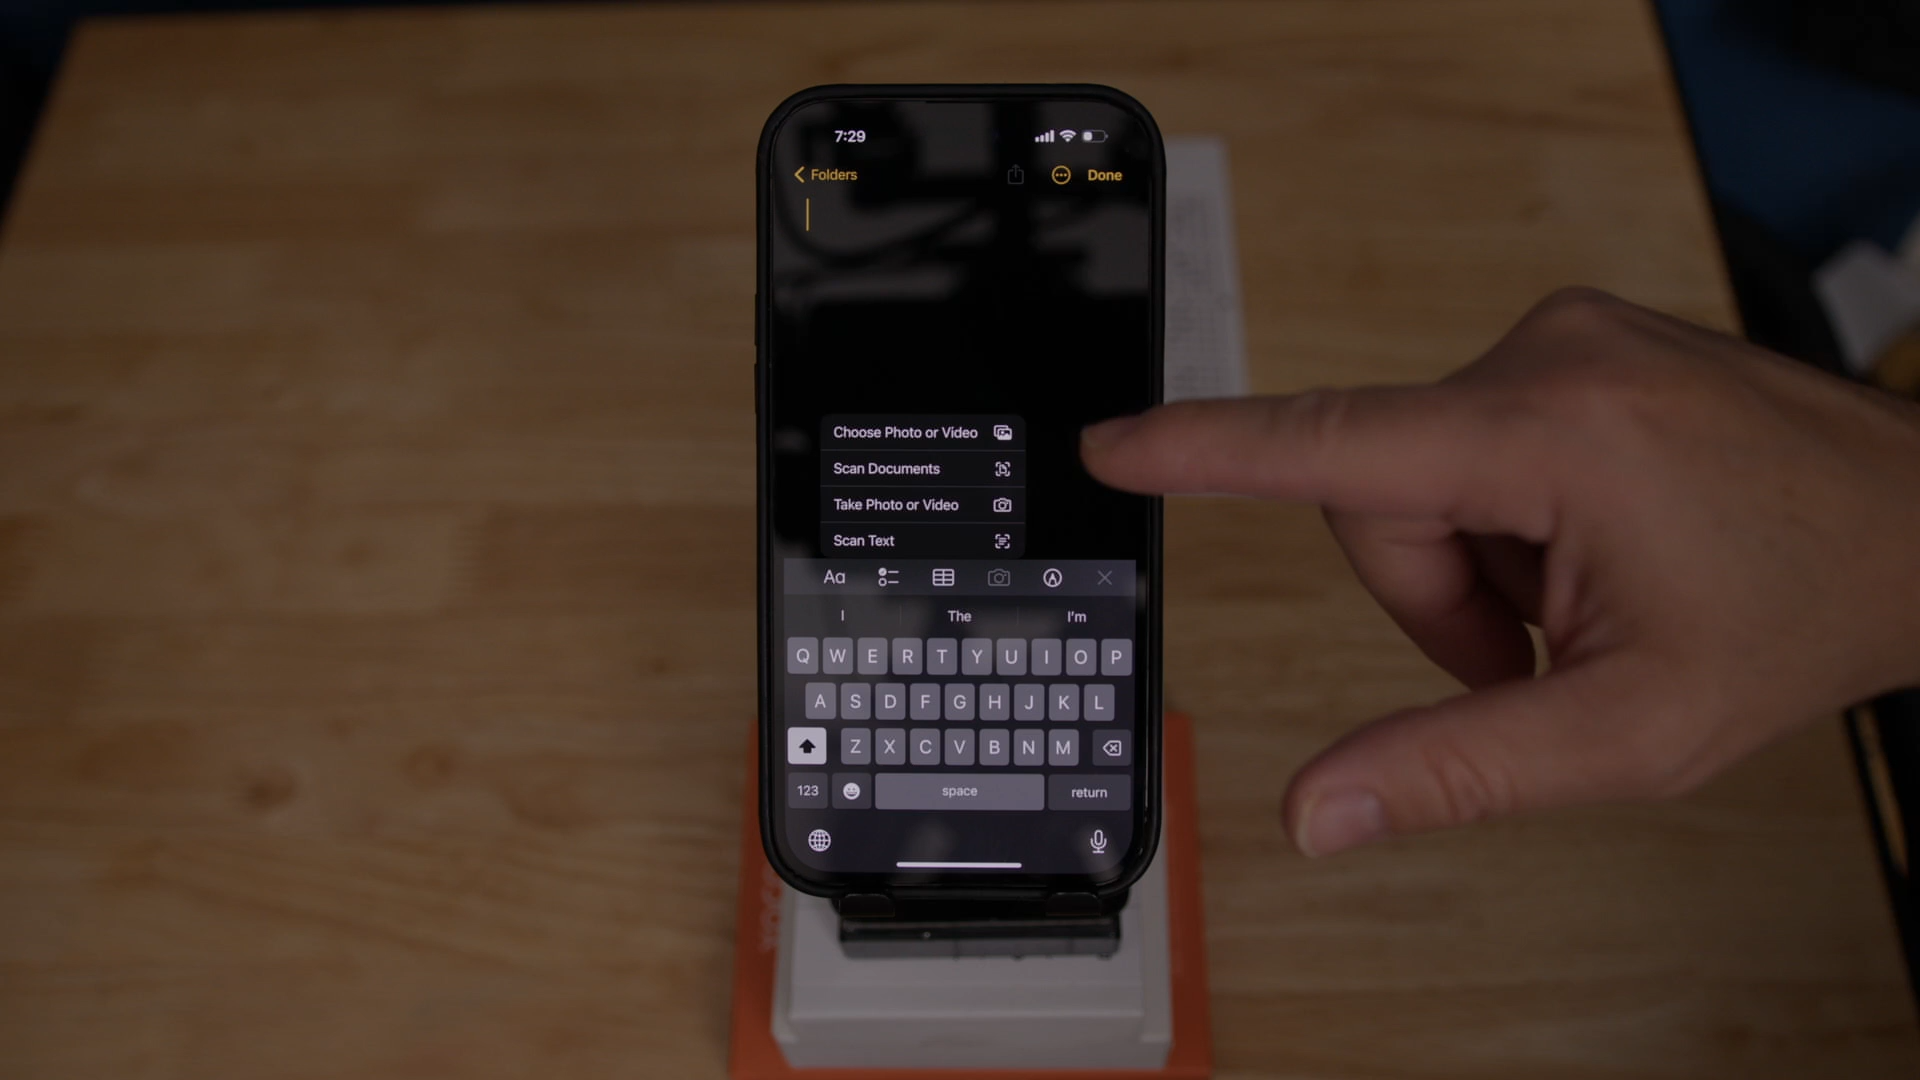 7:29
Folders
Done
Choose Photo or Video
Scan Documents
Take Photo or Video
Scan Text
Aa
I The I'm
Q W E R T Y U I O P
A S D F G H J K L
Z X C V B N M
123 space return